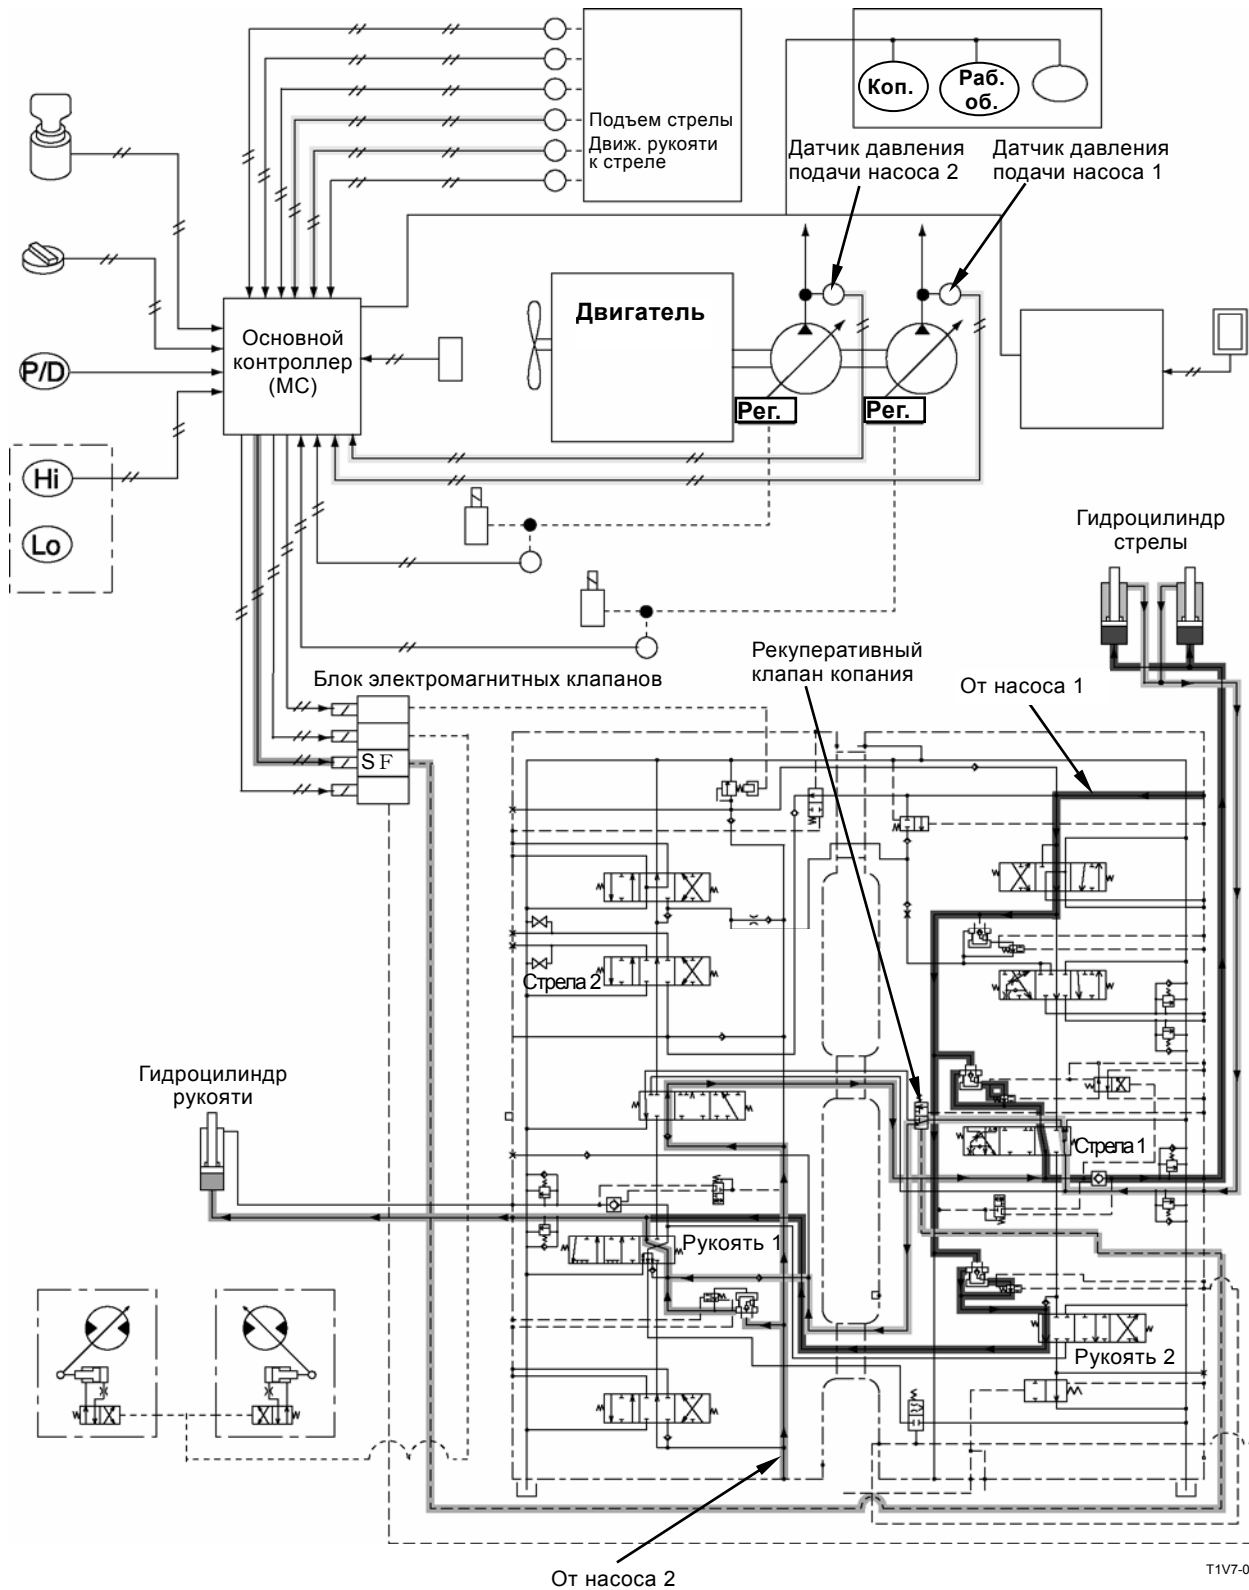 Коп.
Раб.
об.
Подъем стрелы
Движ. рукояти
к стреле
Датчик давления
подачи насоса 2
Датчик давления
подачи насоса 1
Основной
контроллер
(МС)
Двигатель
P/D
Рег.
Рег.
Hi
Lo
Гидроцилиндр
стрелы
Рекуперативный
клапан копания
От насоса 1
Блок электромагнитных клапанов
SF
Стрела 2
Гидроцилиндр
рукояти
Стрела 1
Рукоять 1
Рукоять 2
От насоса 2
T1V7-0